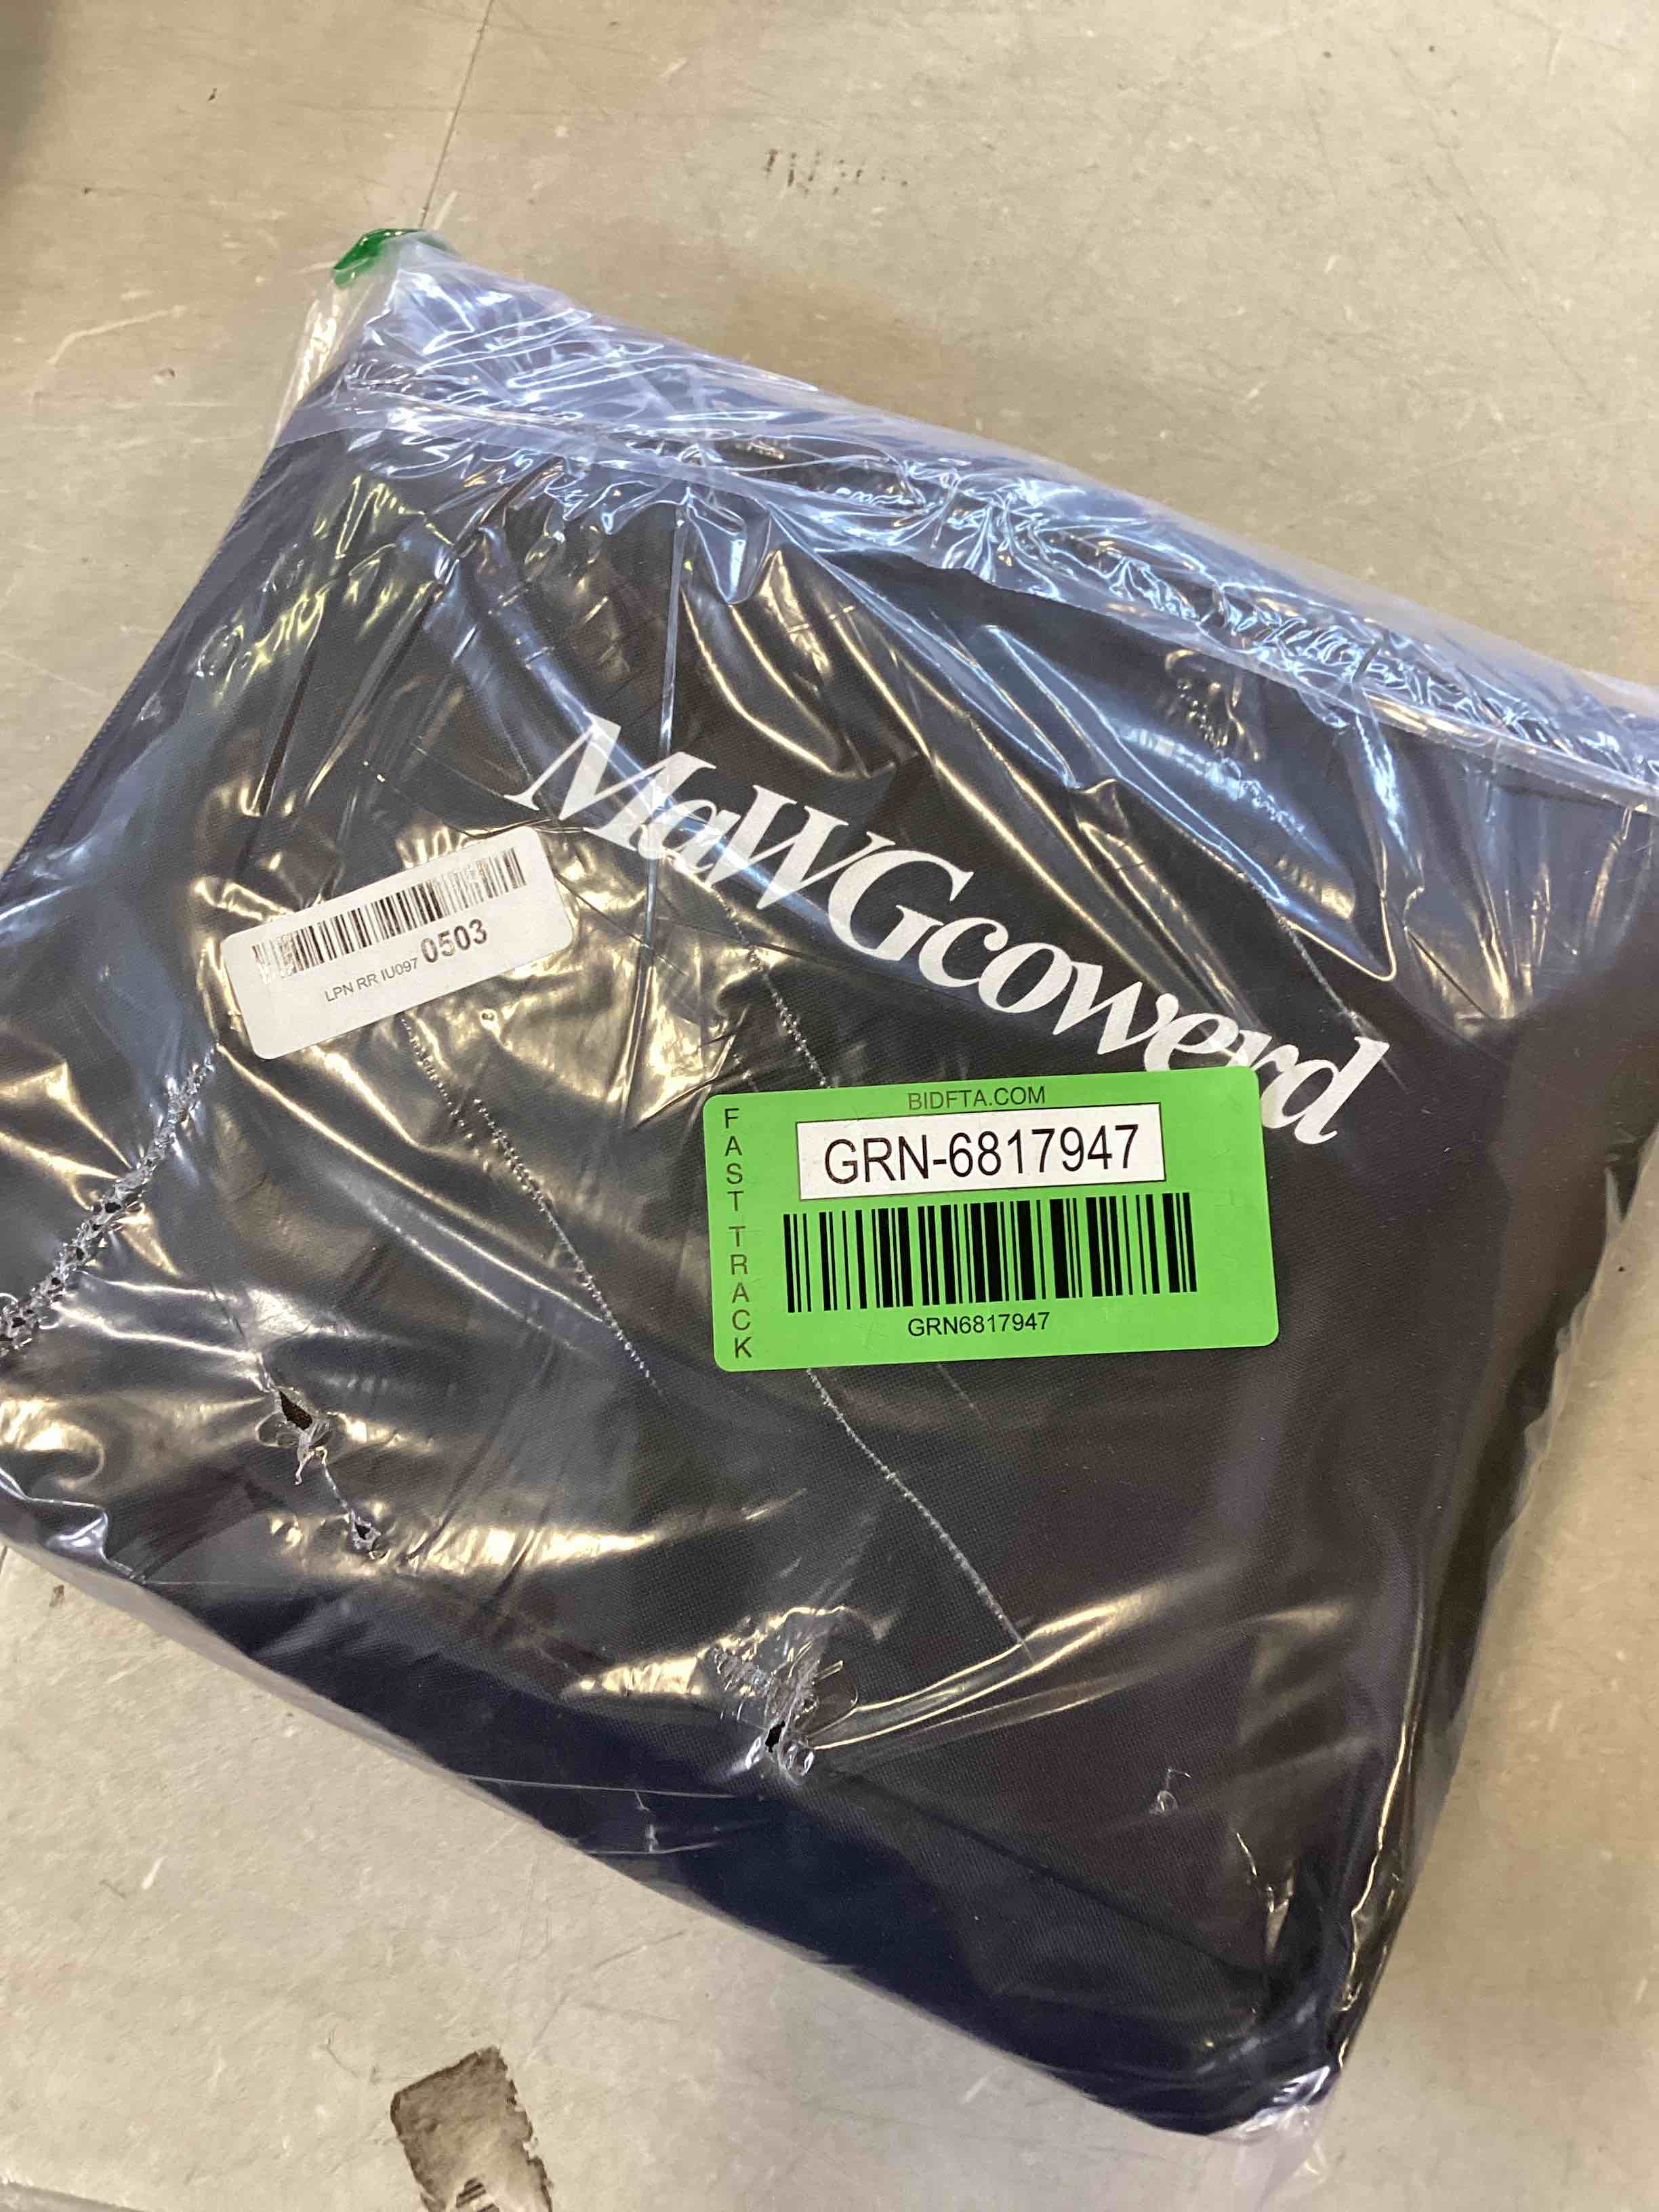 MaWGcowerd
LPN RR IU097 0503
BIDFTA.COM
FAST TRACK
GRN-6817947
GRN6817947